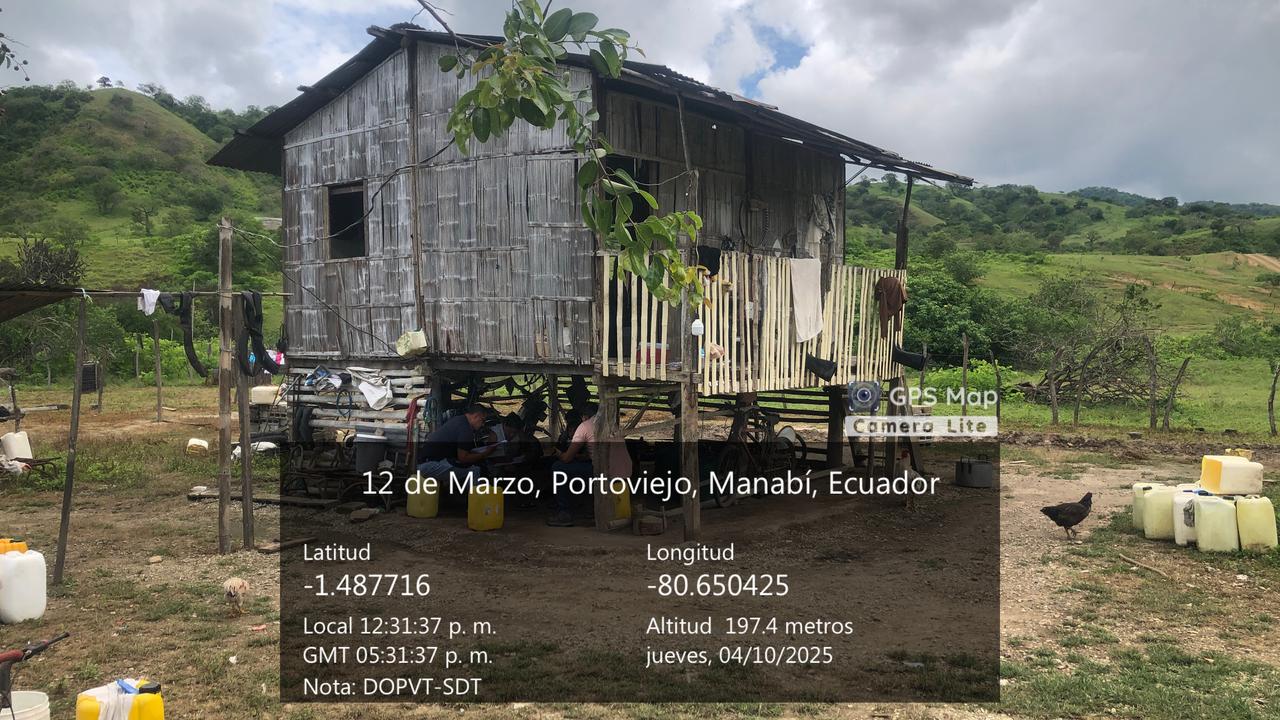 GPS Map
Camera Lite
12 de Marzo, Portoviejo, Manabí, Ecuador
Latitud
-1.487716
Longitud
-80.650425
Local 12:31:37 p. m.
GMT 05:31:37 p. m.
Altitud 197.4 metros
jueves, 04/10/2025
Nota: DOPVT-SDT